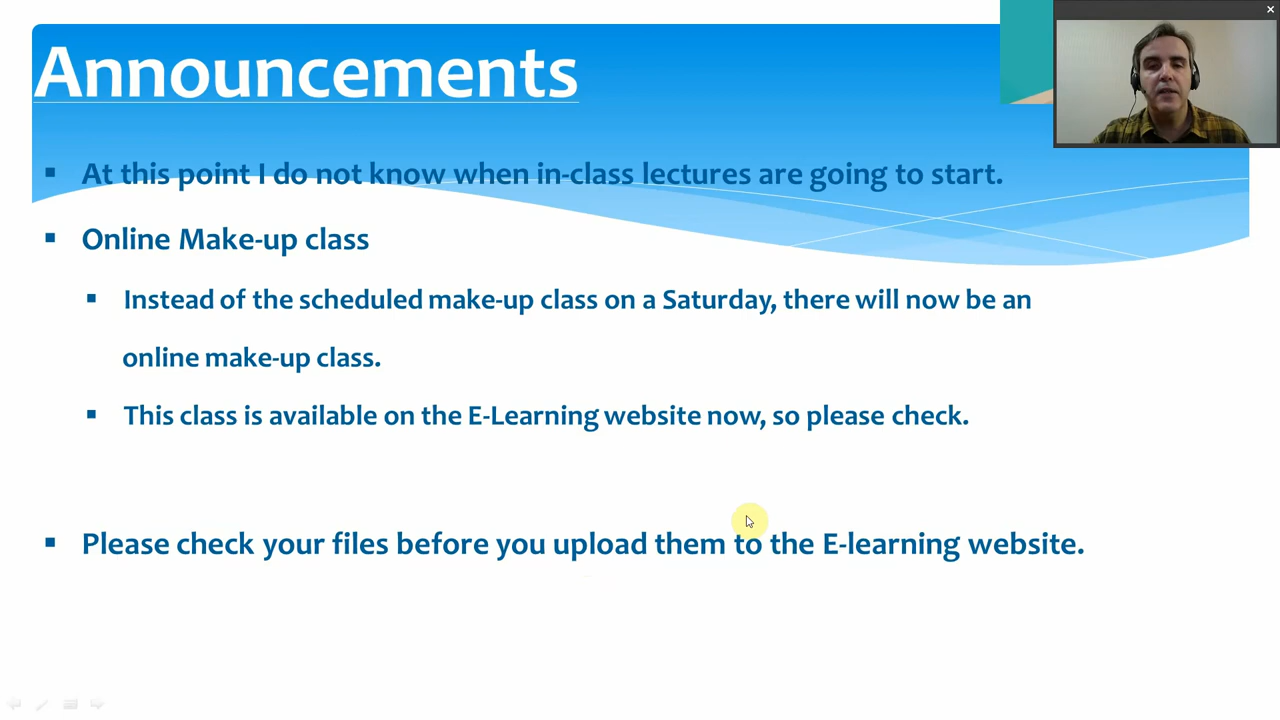 Announcements
▪ At this point I do not know when in-class lectures are going to start.
▪ Online Make-up class
▪ Instead of the scheduled make-up class on a Saturday, there will now be an
online make-up class.
▪ This class is available on the E-Learning website now, so please check.
▪ Please check your files before you upload them to the E-learning website.